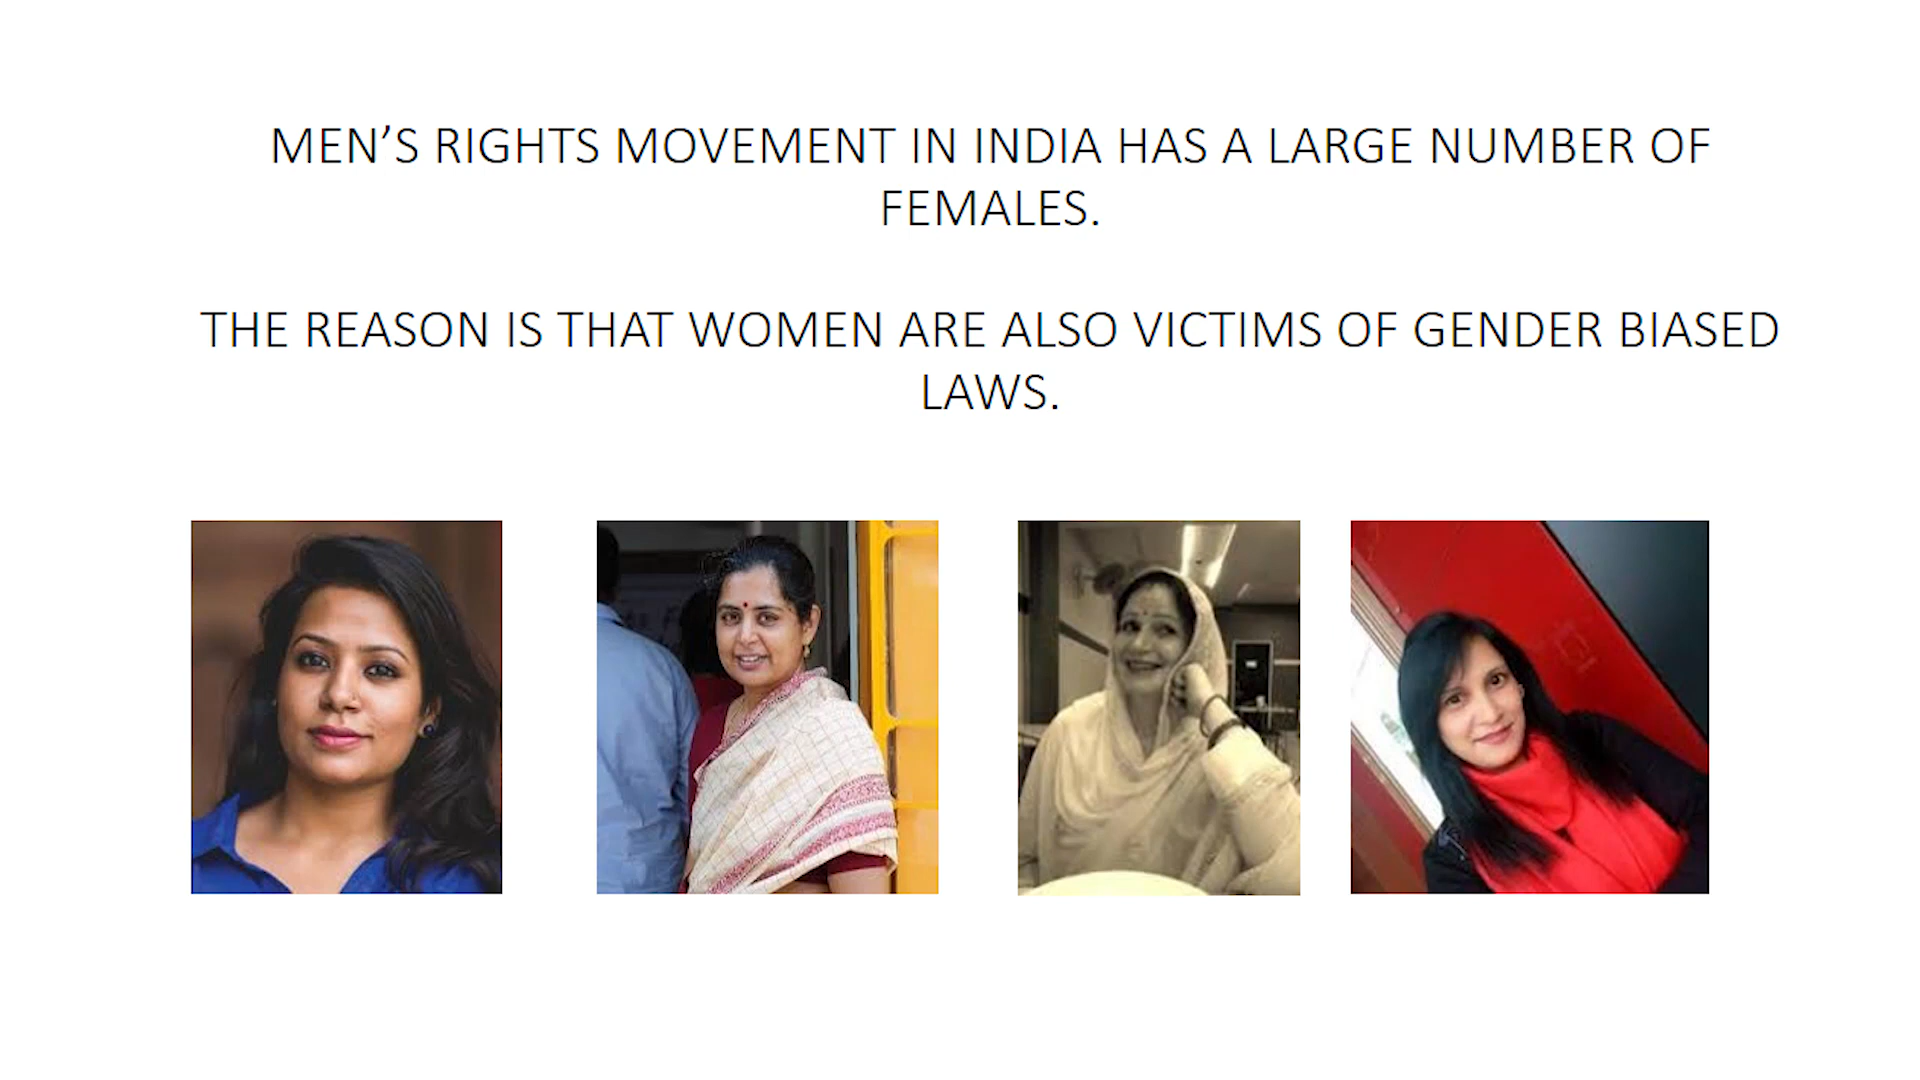 MEN’S RIGHTS MOVEMENT IN INDIA HAS A LARGE NUMBER OF
FEMALES.
THE REASON IS THAT WOMEN ARE ALSO VICTIMS OF GENDER BIASED
LAWS.